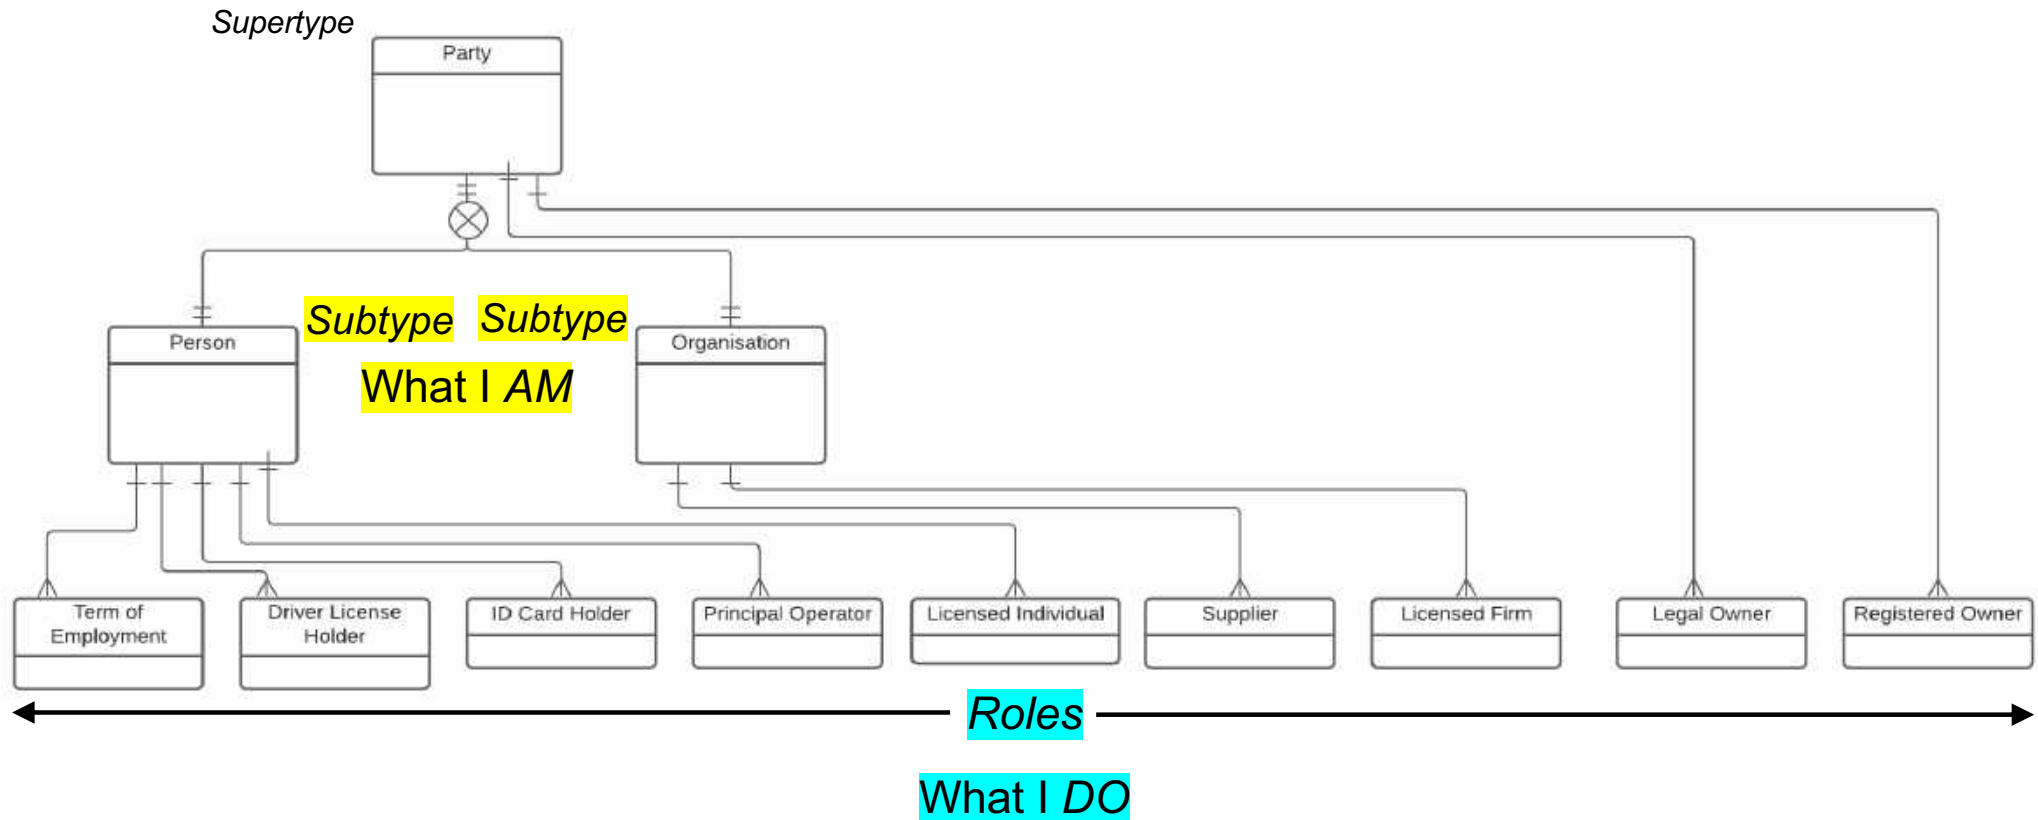 Supertype
Party
Subtype
Subtype
Person
Organisation
What I AM
Term of
Employment
Driver License
Holder
ID Card Holder
Principal Operator
Licensed Individual
Supplier
Licensed Firm
Legal Owner
Registered Owner
Roles
What I DO